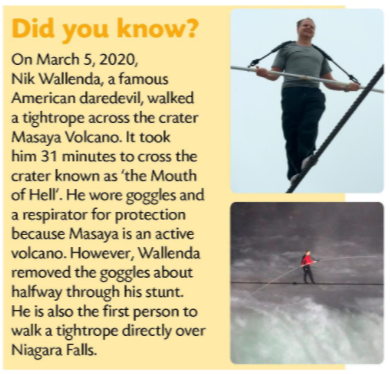 Did you know?
On March 5, 2020,
Nik Wallenda, a famous
American daredevil, walked
a tightrope across the crater
Masaya Volcano. It took
him 31 minutes to cross the
crater known as ‘the Mouth
of Hell’. He wore goggles and
a respirator for protection
because Masaya is an active
volcano. However, Wallenda
removed the goggles about
halfway through his stunt.
He is also the first person to
walk a tightrope directly over
Niagara Falls.